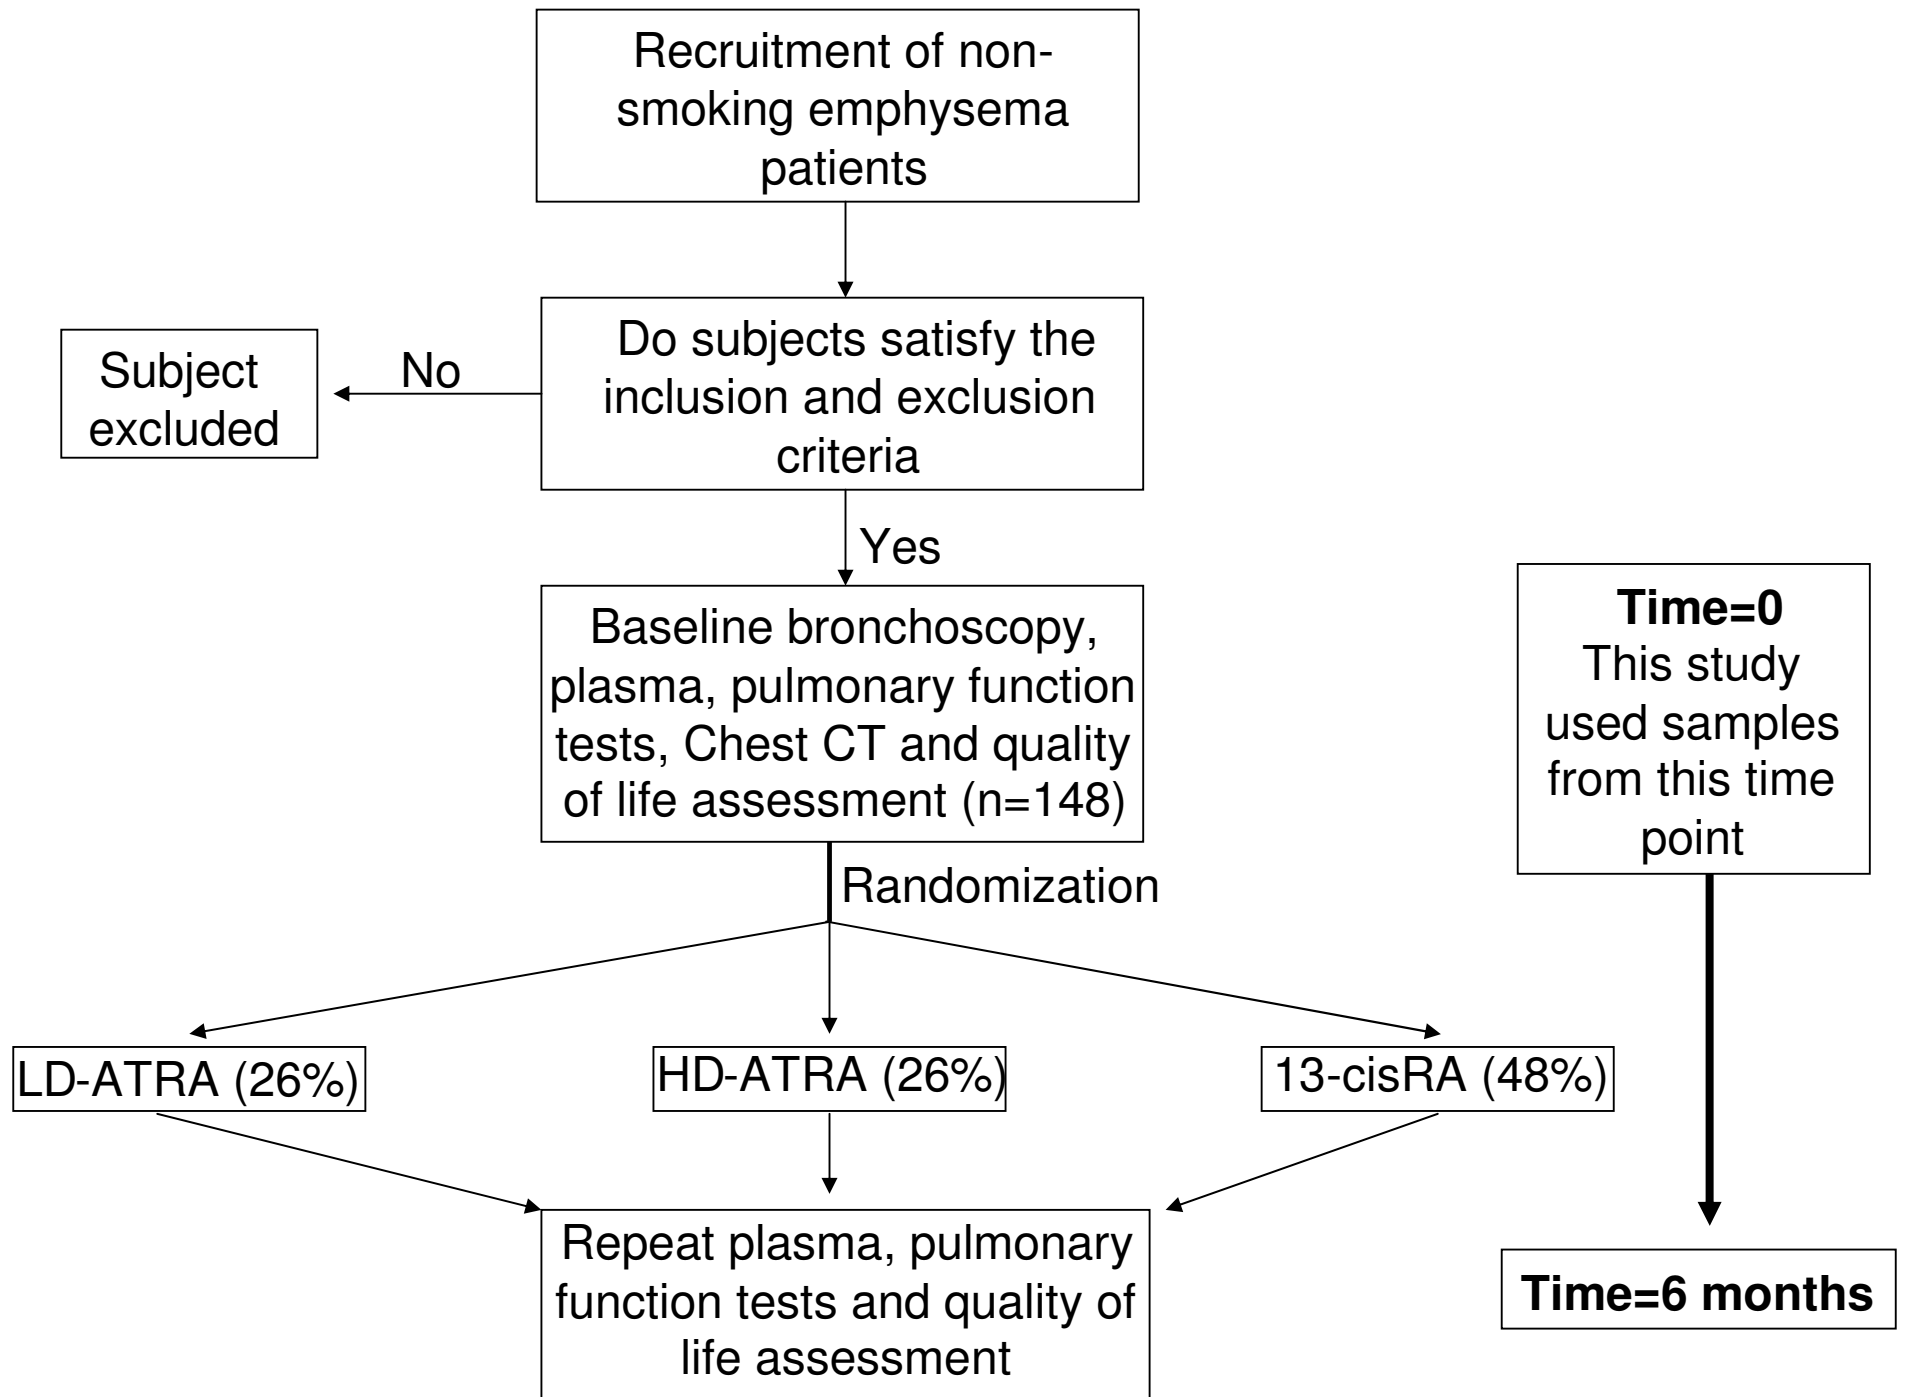 Recruitment of non-
smoking emphysema
patients
Do subjects satisfy the
inclusion and exclusion
criteria
No
Subject
excluded
Yes
Baseline bronchoscopy,
plasma, pulmonary function
tests, Chest CT and quality
of life assessment (n=148)
Time=0
This study
used samples
from this time
point
Randomization
LD-ATRA (26%)
HD-ATRA (26%)
13-cisRA (48%)
Repeat plasma, pulmonary
function tests and quality of
life assessment
Time=6 months